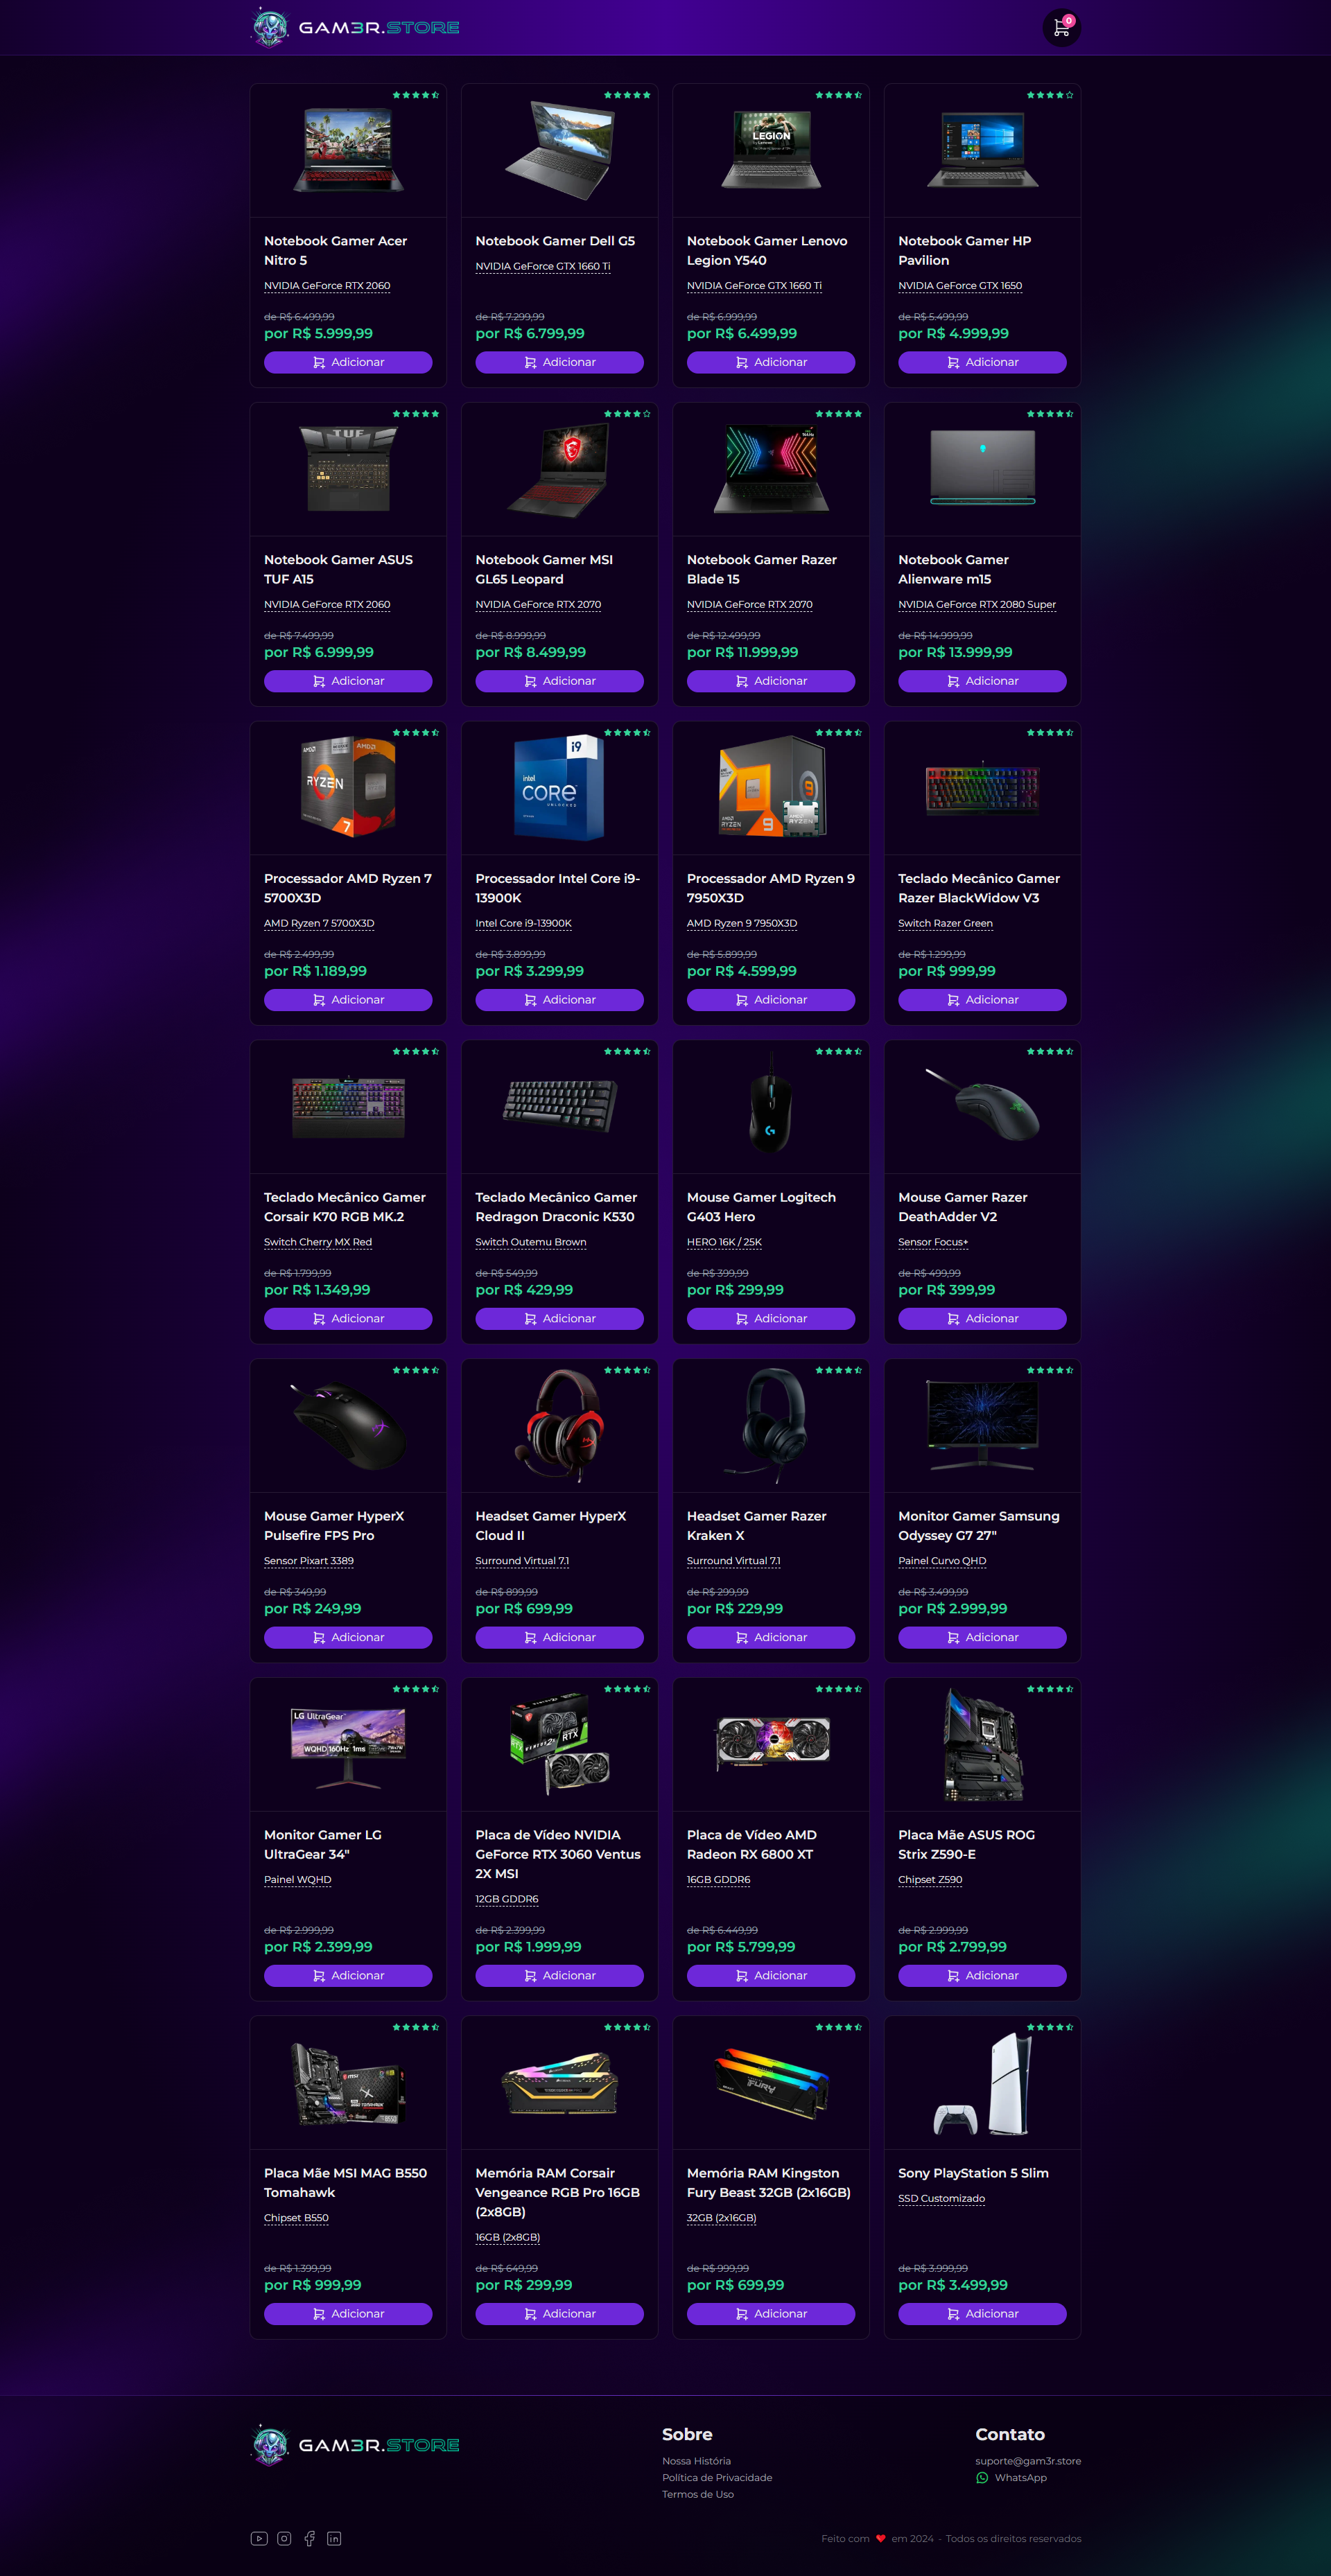 GAM3R.STORE
0
LEGION
Notebook Gamer Acer
Nitro 5
NVIDIA GeForce RTX 2060
de R$ 6.499,99
por R$ 5.999,99
Adicionar
Notebook Gamer Dell G5
NVIDIA GeForce GTX 1660 Ti
de R$ 7.299,99
por R$ 6.799,99
Adicionar
Notebook Gamer Lenovo
Legion Y540
NVIDIA GeForce GTX 1660 Ti
de R$ 6.999,99
por R$ 6.499,99
Adicionar
Notebook Gamer HP
Pavilion
NVIDIA GeForce GTX 1650
de R$ 5.499,99
por R$ 4.999,99
Adicionar
TUF
Notebook Gamer ASUS
TUF A15
NVIDIA GeForce RTX 2060
de R$ 7.499,99
por R$ 6.999,99
Adicionar
Notebook Gamer MSI
GL65 Leopard
NVIDIA GeForce RTX 2070
de R$ 8.999,99
por R$ 8.499,99
Adicionar
Notebook Gamer Razer
Blade 15
NVIDIA GeForce RTX 2070
de R$ 12.499,99
por R$ 11.999,99
Adicionar
Notebook Gamer
Alienware m15
NVIDIA GeForce RTX 2080 Super
de R$ 14.999,99
por R$ 13.999,99
Adicionar
AMD
AMD
RYZEN
7
Processador AMD Ryzen 7
5700X3D
AMD Ryzen 7 5700X3D
de R$ 2.499,99
por R$ 1.189,99
Adicionar
i9
intel
CORE
UNLOCKED
Processador Intel Core i9-
13900K
Intel Core i9-13900K
de R$ 3.899,99
por R$ 3.299,99
Adicionar
9
AMD
RYZEN
9
RYZEN
Processador AMD Ryzen 9
7950X3D
AMD Ryzen 9 7950X3D
de R$ 5.899,99
por R$ 4.599,99
Adicionar
Teclado Mecânico Gamer
Razer BlackWidow V3
Switch Razer Green
de R$ 1.299,99
por R$ 999,99
Adicionar
Teclado Mecânico Gamer
Corsair K70 RGB MK.2
Switch Cherry MX Red
de R$ 1.799,99
por R$ 1.349,99
Adicionar
Teclado Mecânico Gamer
Redragon Draconic K530
Switch Outemu Brown
de R$ 549,99
por R$ 429,99
Adicionar
Mouse Gamer Logitech
G403 Hero
HERO 16K / 25K
de R$ 399,99
por R$ 299,99
Adicionar
Mouse Gamer Razer
DeathAdder V2
Sensor Focus+
de R$ 499,99
por R$ 399,99
Adicionar
Mouse Gamer HyperX
Pulsefire FPS Pro
Sensor Pixart 3389
de R$ 349,99
por R$ 249,99
Adicionar
Headset Gamer HyperX
Cloud II
Surround Virtual 7.1
de R$ 899,99
por R$ 699,99
Adicionar
Headset Gamer Razer
Kraken X
Surround Virtual 7.1
de R$ 299,99
por R$ 229,99
Adicionar
Monitor Gamer Samsung
Odyssey G7 27"
Painel Curvo QHD
de R$ 3.499,99
por R$ 2.999,99
Adicionar
LG UltraGear
WQHD 160Hz 1ms
Monitor Gamer LG
UltraGear 34"
Painel WQHD
de R$ 2.999,99
por R$ 2.399,99
Adicionar
RTX
Placa de Vídeo NVIDIA
GeForce RTX 3060 Ventus
2X MSI
12GB GDDR6
de R$ 2.399,99
por R$ 1.999,99
Adicionar
Placa de Vídeo AMD
Radeon RX 6800 XT
16GB GDDR6
de R$ 6.449,99
por R$ 5.799,99
Adicionar
Placa Mãe ASUS ROG
Strix Z590-E
Chipset Z590
de R$ 2.999,99
por R$ 2.799,99
Adicionar
Placa Mãe MSI MAG B550
Tomahawk
Chipset B550
de R$ 1.399,99
por R$ 999,99
Adicionar
Memória RAM Corsair
Vengeance RGB Pro 16GB
(2x8GB)
16GB (2x8GB)
de R$ 649,99
por R$ 299,99
Adicionar
FURY
Memória RAM Kingston
Fury Beast 32GB (2x16GB)
32GB (2x16GB)
de R$ 999,99
por R$ 699,99
Adicionar
Sony PlayStation 5 Slim
SSD Customizado
de R$ 3.999,99
por R$ 3.499,99
Adicionar
GAM3R.STORE
Sobre
Nossa História
Política de Privacidade
Termos de Uso
Contato
suporte@gam3r.store
WhatsApp
Feito com ❤ em 2024 - Todos os direitos reservados